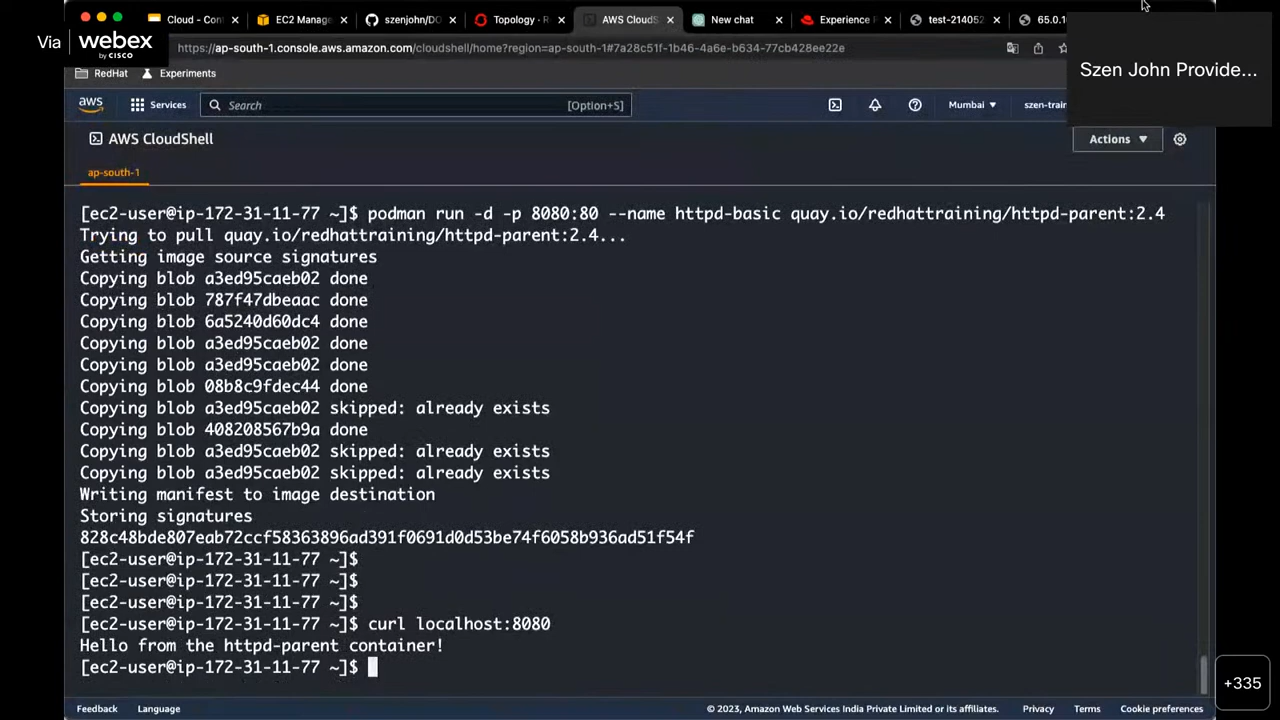 Via webex
by CISCO
Cloud - Con
EC2 Manage
szenjohn/DO
Topology - R
AWS CloudS
New chat
Experience F
test-214052
65.0.10
https://ap-south-1.console.aws.amazon.com/cloudshell/home?region=ap-south-1#7a28c51f-1b46-4a6e-b634-77cb428ee22e
Szen John Provide...
RedHat
Experiments
aws
Services
Search
[Option+S]
Mumbai
szen-train
AWS CloudShell
Actions
ap-south-1
[ec2-user@ip-172-31-11-77 ~]$ podman run -d -p 8080:80 --name httpd-basic quay.io/redhattraining/httpd-parent:2.4
Trying to pull quay.io/redhattraining/httpd-parent:2.4...
Getting image source signatures
Copying blob a3ed95caeb02 done
Copying blob 787f47dbeaac done
Copying blob 6a5240d60dc4 done
Copying blob a3ed95caeb02 done
Copying blob a3ed95caeb02 done
Copying blob 08b8c9fdec44 done
Copying blob a3ed95caeb02 skipped: already exists
Copying blob 408208567b9a done
Copying blob a3ed95caeb02 skipped: already exists
Copying blob a3ed95caeb02 skipped: already exists
Writing manifest to image destination
Storing signatures
828c48bde807eab72ccf58363896ad391f0691d0d53be74f6058b936ad51f54f
[ec2-user@ip-172-31-11-77 ~]$
[ec2-user@ip-172-31-11-77 ~]$
[ec2-user@ip-172-31-11-77 ~]$
[ec2-user@ip-172-31-11-77 ~]$ curl localhost:8080
Hello from the httpd-parent container!
[ec2-user@ip-172-31-11-77 ~]$
+335
Feedback
Language
© 2023, Amazon Web Services India Private Limited or its affiliates.
Privacy
Terms
Cookie preferences